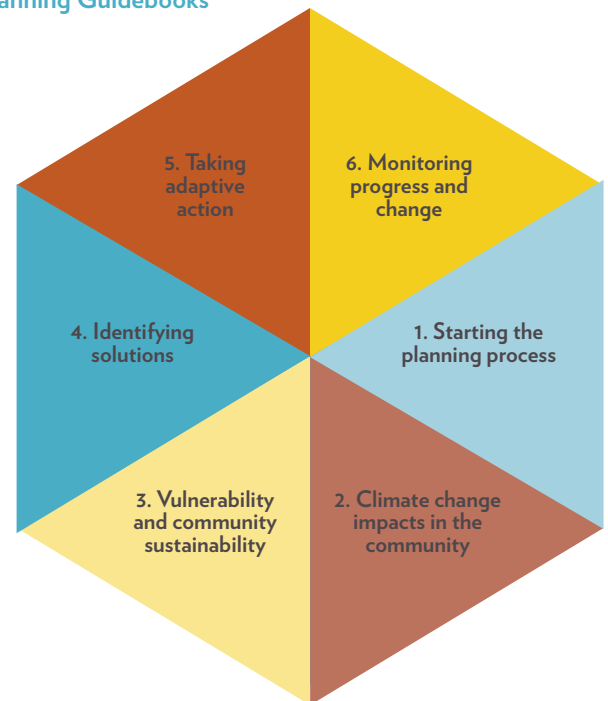 anning Guidebooks
5. Taking
adaptive
action
6. Monitoring
progress and
change
4. Identifying
solutions
1. Starting the
planning process
3. Vulnerability
and community
sustainability
2. Climate change
impacts in the
community